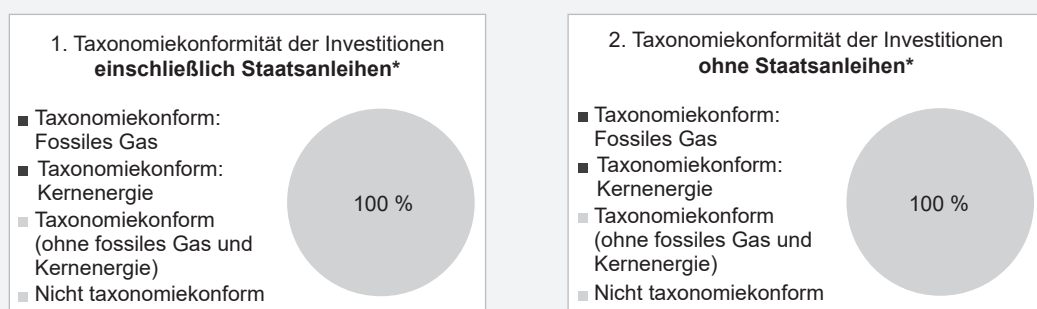 1. Taxonomiekonformität der Investitionen
einschließlich Staatsanleihen*
Taxonomiekonform:
Fossiles Gas
Taxonomiekonform:
Kernenergie
Taxonomiekonform
(ohne fossiles Gas und
Kernenergie)
Nicht taxonomiekonform
100 %
2. Taxonomiekonformität der Investitionen
ohne Staatsanleihen*
Taxonomiekonform:
Fossiles Gas
Taxonomiekonform:
Kernenergie
Taxonomiekonform
(ohne fossiles Gas und
Kernenergie)
Nicht taxonomiekonform
100 %